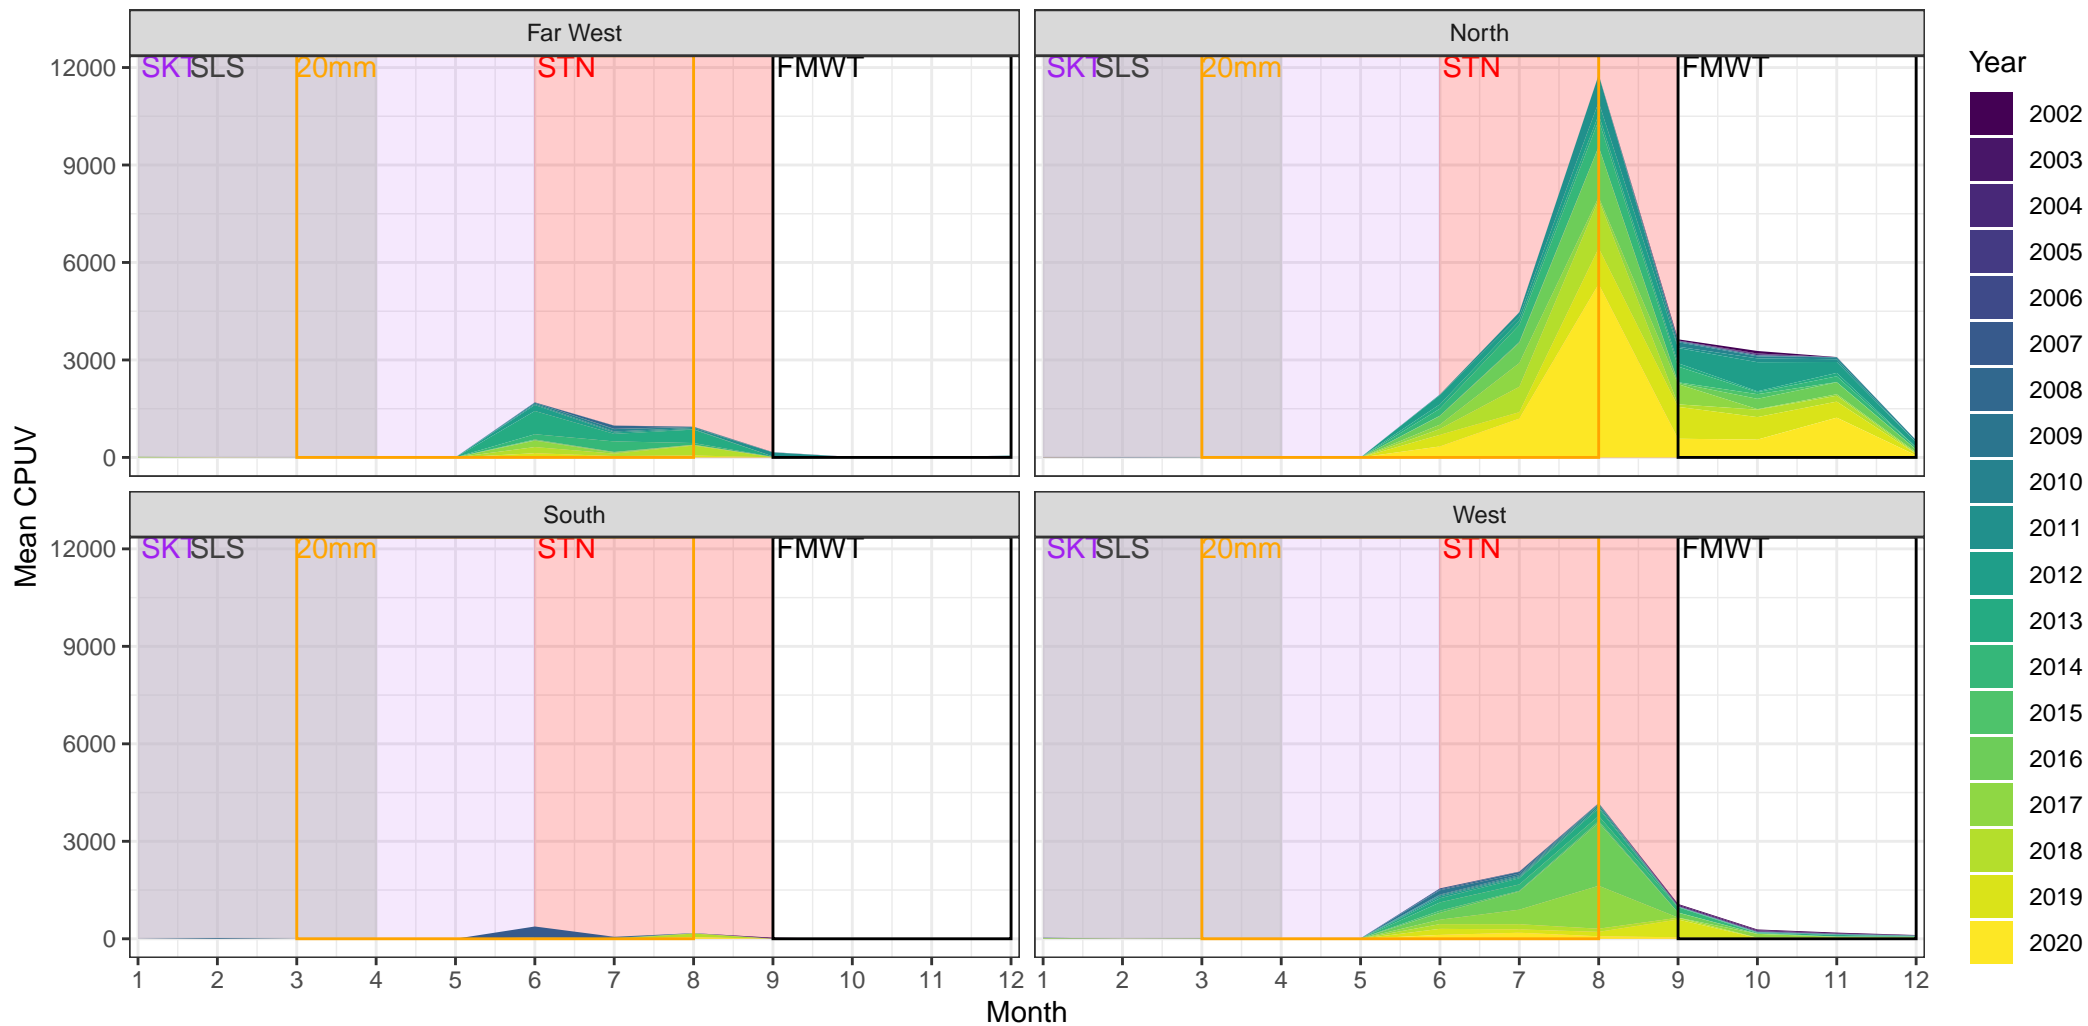 Far West
North
SKT SLS 20mm STN FMWT
SKT SLS 20mm STN FMWT
12000
9000
6000
3000
0
South
West
SKT SLS 20mm STN FMWT
SKT SLS 20mm STN FMWT
12000
9000
6000
3000
0
1 2 3 4 5 6 7 8 9 10 11 12
1 2 3 4 5 6 7 8 9 10 11 12
Mean CPUV
Month
Year
2002
2003
2004
2005
2006
2007
2008
2009
2010
2011
2012
2013
2014
2015
2016
2017
2018
2019
2020